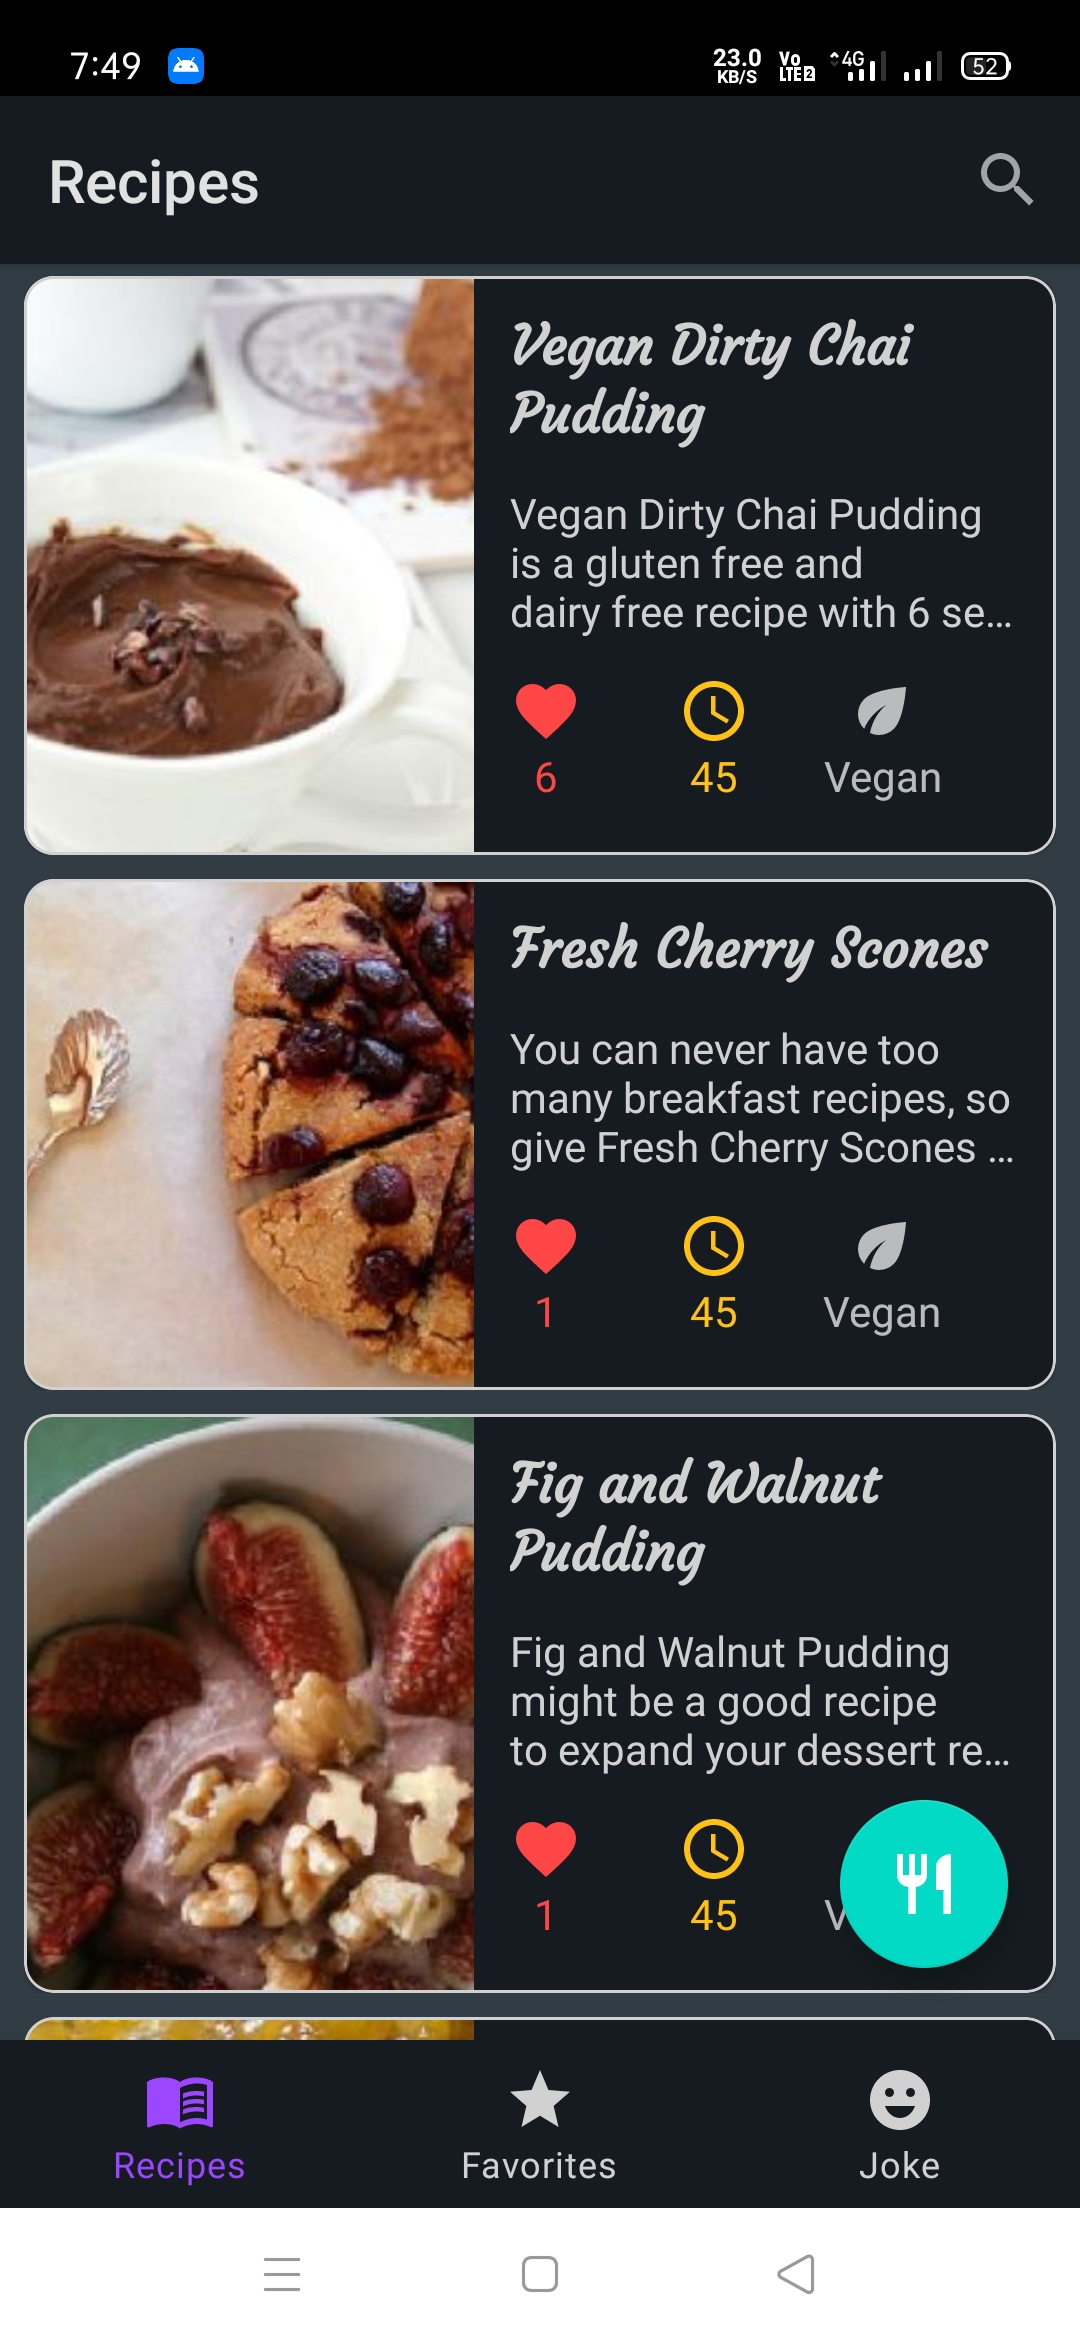 7:49
23.0
KB/S
Vo
LTE 2
4G
52
Recipes
Vegan Dirty Chai
Pudding
Vegan Dirty Chai Pudding
is a gluten free and
dairy free recipe with 6 se...
6
45
Vegan
Fresh Cherry Scones
You can never have too
many breakfast recipes, so
give Fresh Cherry Scones ...
1
45
Vegan
Fig and Walnut
Pudding
Fig and Walnut Pudding
might be a good recipe
to expand your dessert re...
1
45
V
Recipes
Favorites
Joke